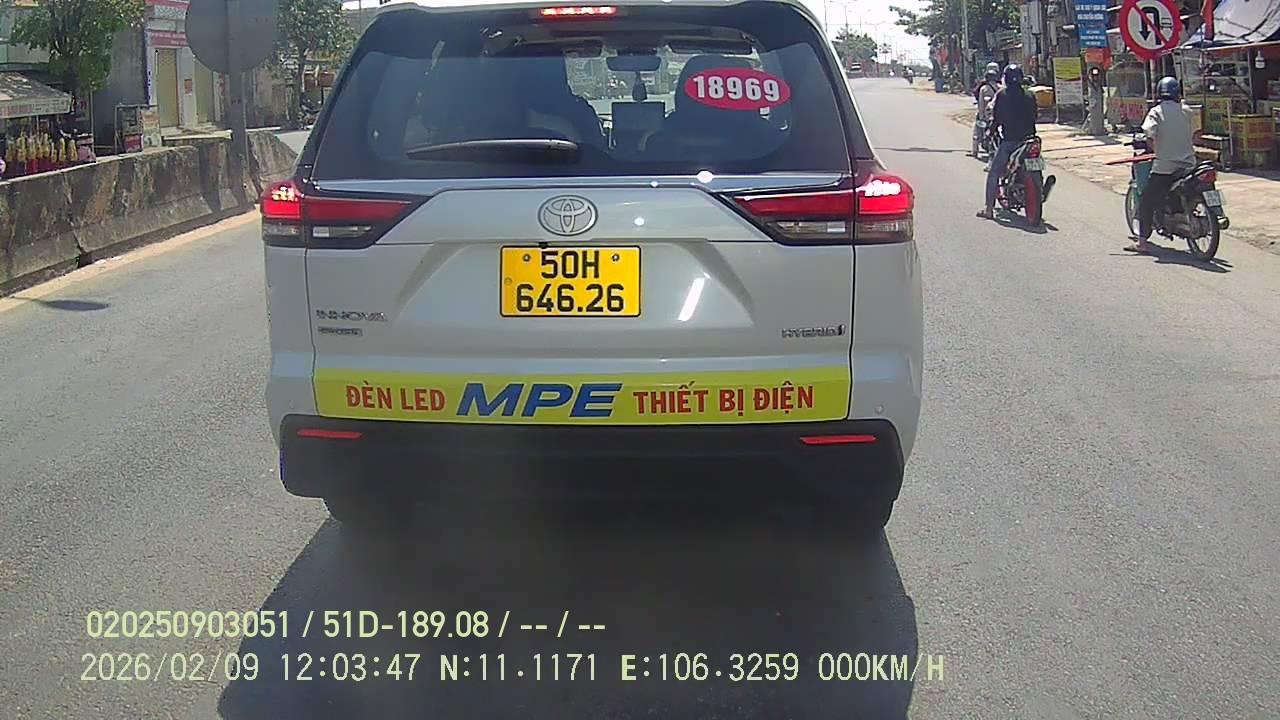 18969
50H
646.26
INNOVA
HYBRID
ĐÈN LED MPE THIẾT BỊ ĐIỆN
020250903051 / 51D-189.08 / -- / --
2026/02/09 12:03:47 N:11.1171 E:106.3259 000KM/H